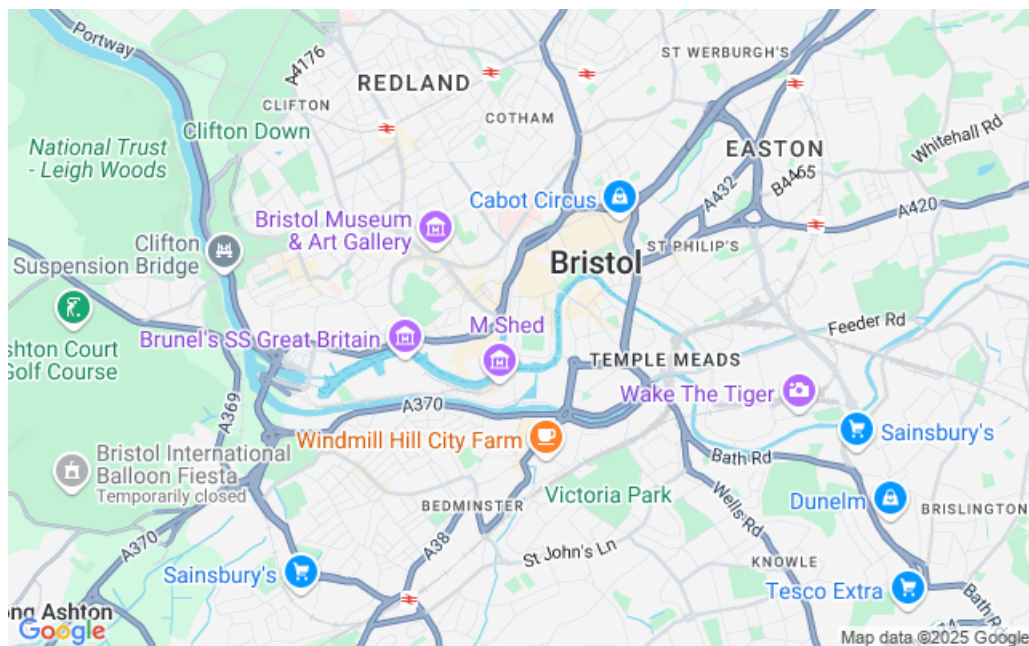 Portway
A4176
ST WERBURGH'S
REDLAND
CLIFTON
COTHAM
Clifton Down
Whitehall Rd
National Trust
- Leigh Woods
EASTON
B4465
A432
Cabot Circus
A420
Bristol Museum
& Art Gallery
Clifton
Suspension Bridge
ST PHILIP'S
Bristol
Feeder Rd
M Shed
Brunel's SS Great Britain
shton Court
Golf Course
TEMPLE MEADS
Wake The Tiger
A369
A370
Sainsbury's
Windmill Hill City Farm
Bristol International
Balloon Fiesta
Temporarily closed
Bath Rd
Wells Rd
Victoria Park
Dunelm
BRISLINGTON
BEDMINSTER
A370
A38
St John's Ln
KNOWLE
Sainsbury's
Tesco Extra
Bath Rd
ong Ashton
Google
A74
Map data ©2025 Google